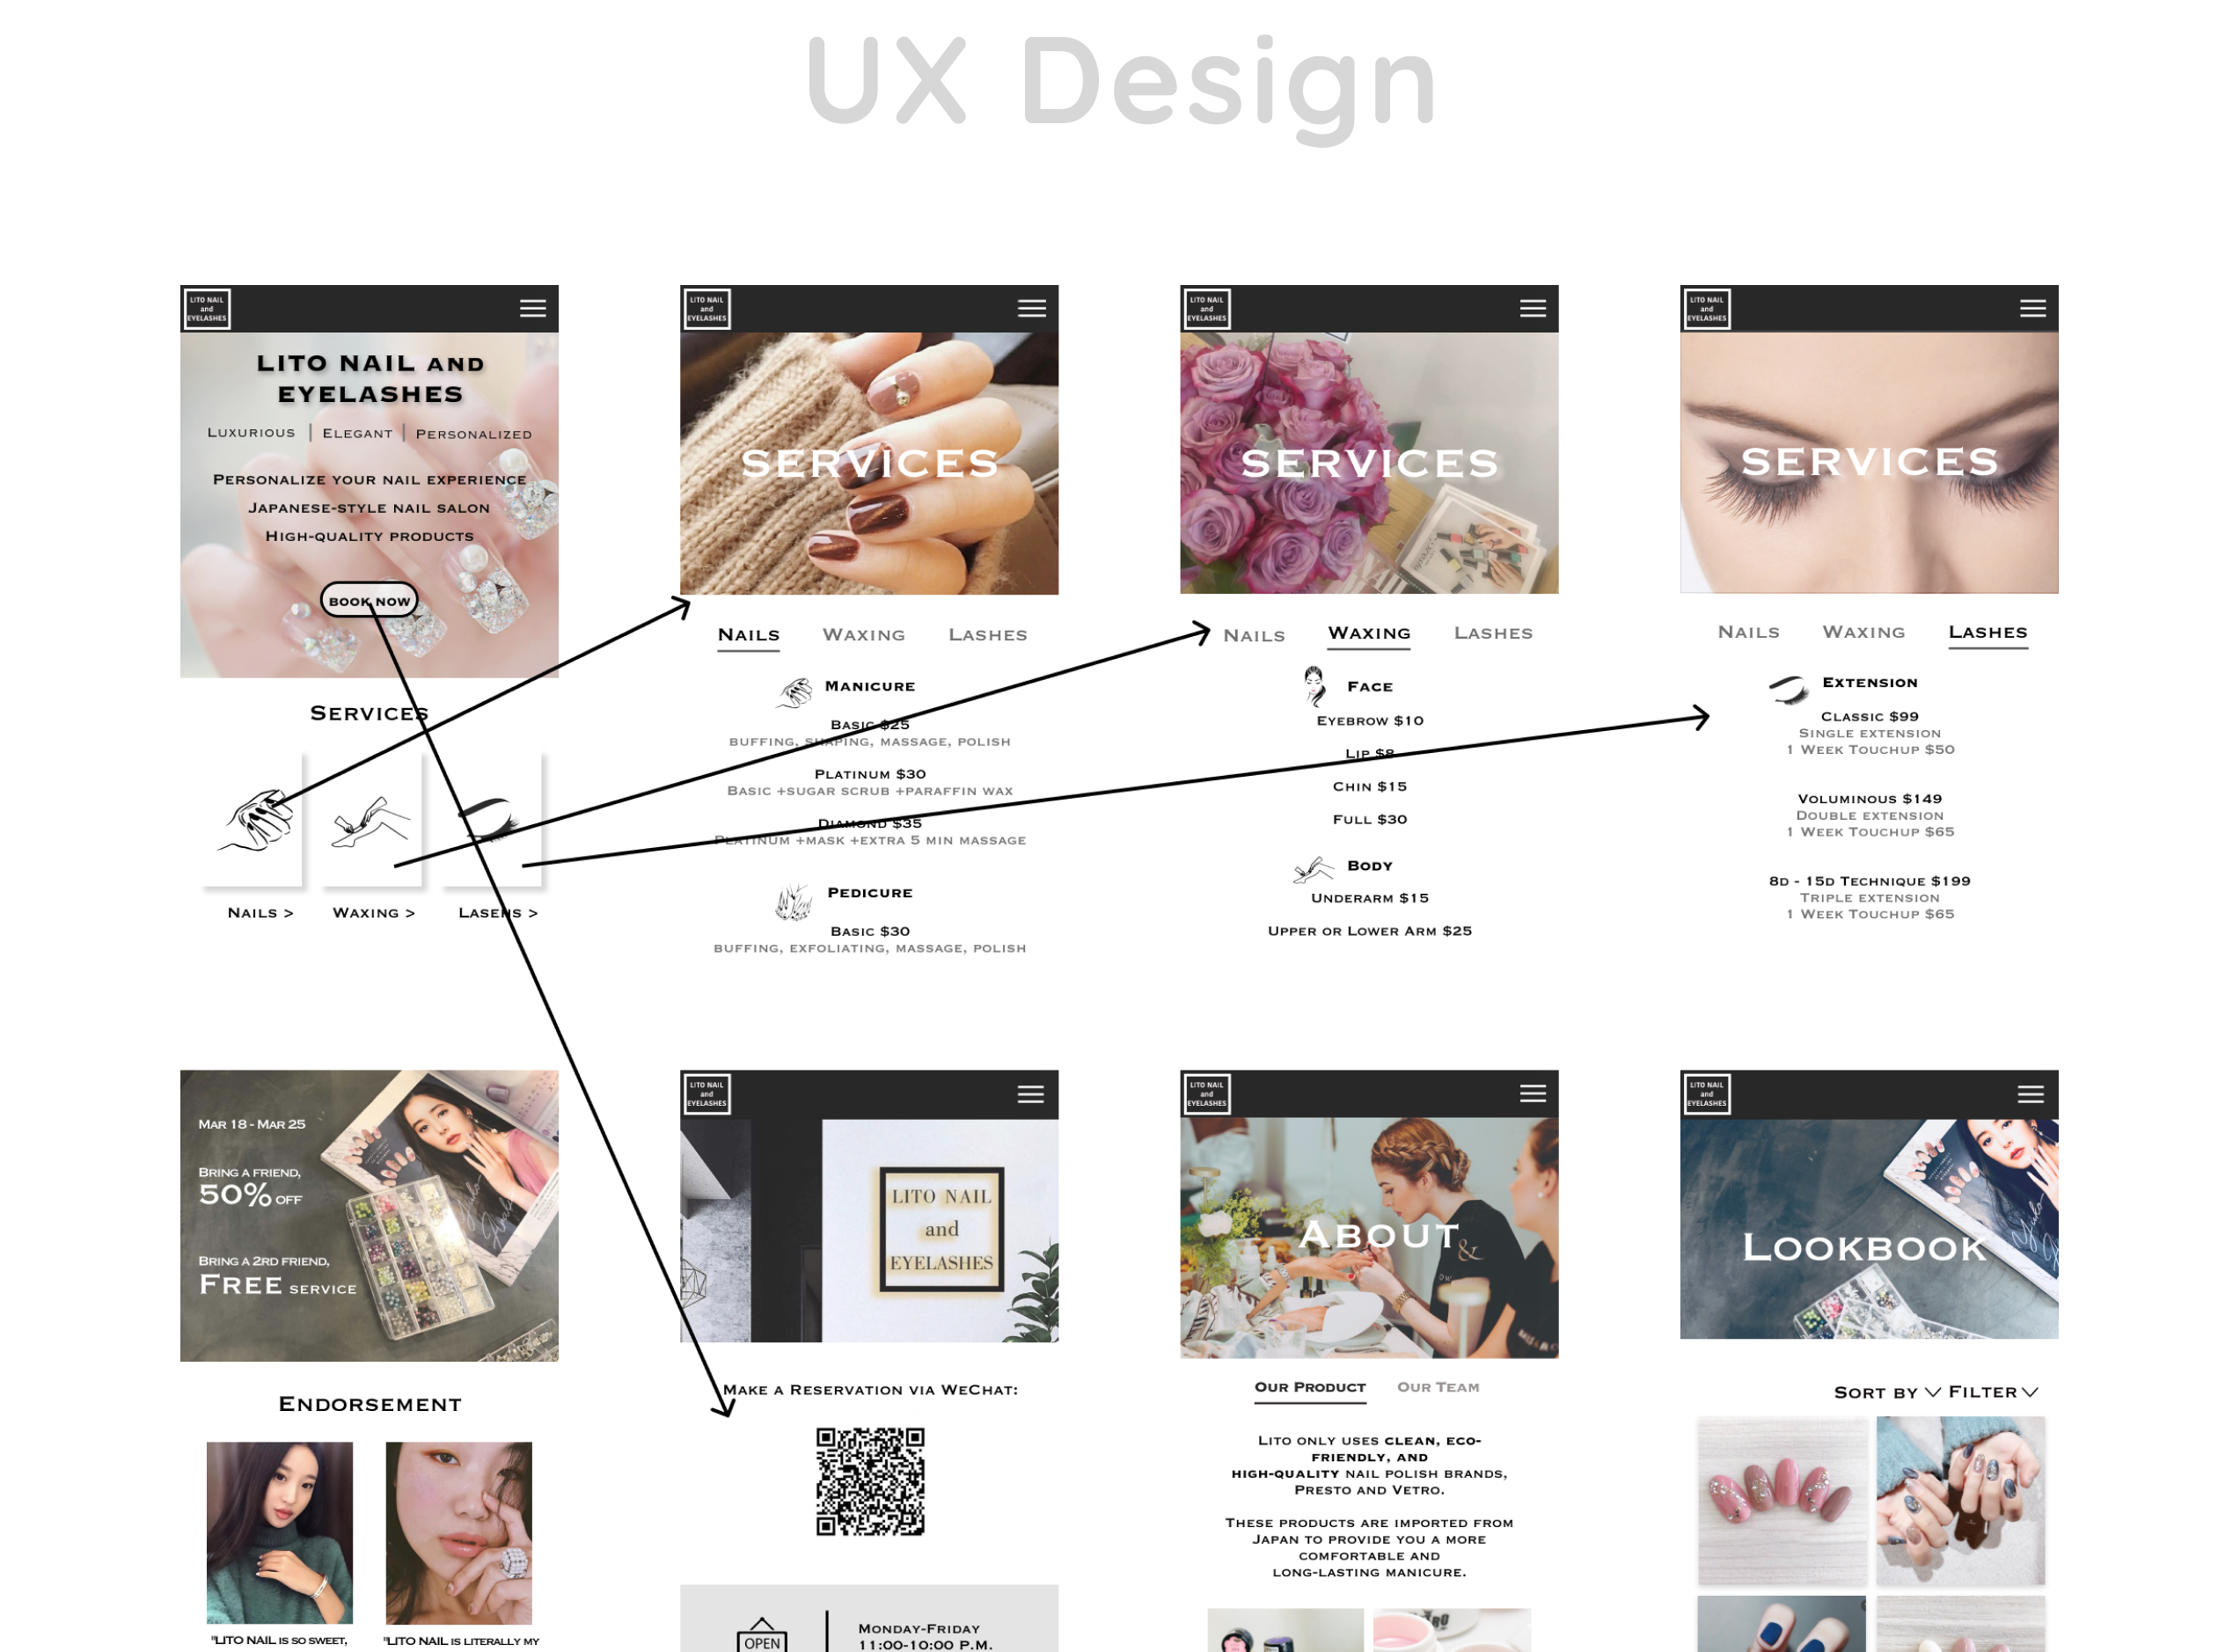 UX Design
LITO NAIL
and
EYELASHES
LITO NAIL AND
EYELASHES
LUXURIOUS | ELEGANT | PERSONALIZED
PERSONALIZE YOUR NAIL EXPERIENCE
JAPANESE-STYLE NAIL SALON
HIGH-QUALITY PRODUCTS
BOOK NOW
SERVICES
NAILS >
WAXING >
LASEHS >
LITO NAIL
and
EYELASHES
SERVICES
NAILS WAXING LASHES
MANICURE
BASIC $25
BUFFING, SHAPING, MASSAGE, POLISH
PLATINUM $30
BASIC +SUGAR SCRUB +PARAFFIN WAX
DIAMOND $35
PLATINUM +MASK +EXTRA 5 MIN MASSAGE
PEDICURE
BASIC $30
BUFFING, EXFOLIATING, MASSAGE, POLISH
LITO NAIL
and
EYELASHES
SERVICES
NAILS WAXING LASHES
FACE
EYEBROW $10
LIP $8
CHIN $15
FULL $30
BODY
UNDERARM $15
UPPER OR LOWER ARM $25
LITO NAIL
and
EYELASHES
SERVICES
NAILS WAXING LASHES
EXTENSION
CLASSIC $99
SINGLE EXTENSION
1 WEEK TOUCHUP $50
VOLUMINOUS $149
DOUBLE EXTENSION
1 WEEK TOUCHUP $65
8D - 15D TECHNIQUE $199
TRIPLE EXTENSION
1 WEEK TOUCHUP $65
MAR 18 - MAR 25
BRING A FRIEND,
50% OFF
BRING A 2RD FRIEND,
FREE SERVICE
ENDORSEMENT
"LITO NAIL IS SO SWEET,
"LITO NAIL IS LITERALLY MY
LITO NAIL
and
EYELASHES
LITO NAIL
and
EYELASHES
MAKE A RESERVATION VIA WECHAT:
OPEN
MONDAY-FRIDAY
11:00-10:00 P.M.
LITO NAIL
and
EYELASHES
ABOUT
&
OUR PRODUCT OUR TEAM
LITO ONLY USES CLEAN, ECO-
FRIENDLY, AND
HIGH-QUALITY NAIL POLISH BRANDS,
PRESTO AND VETRO.
THESE PRODUCTS ARE IMPORTED FROM
JAPAN TO PROVIDE YOU A MORE
COMFORTABLE AND
LONG-LASTING MANICURE.
LITO NAIL
and
EYELASHES
LOOKBOOK
SORT BY FILTER